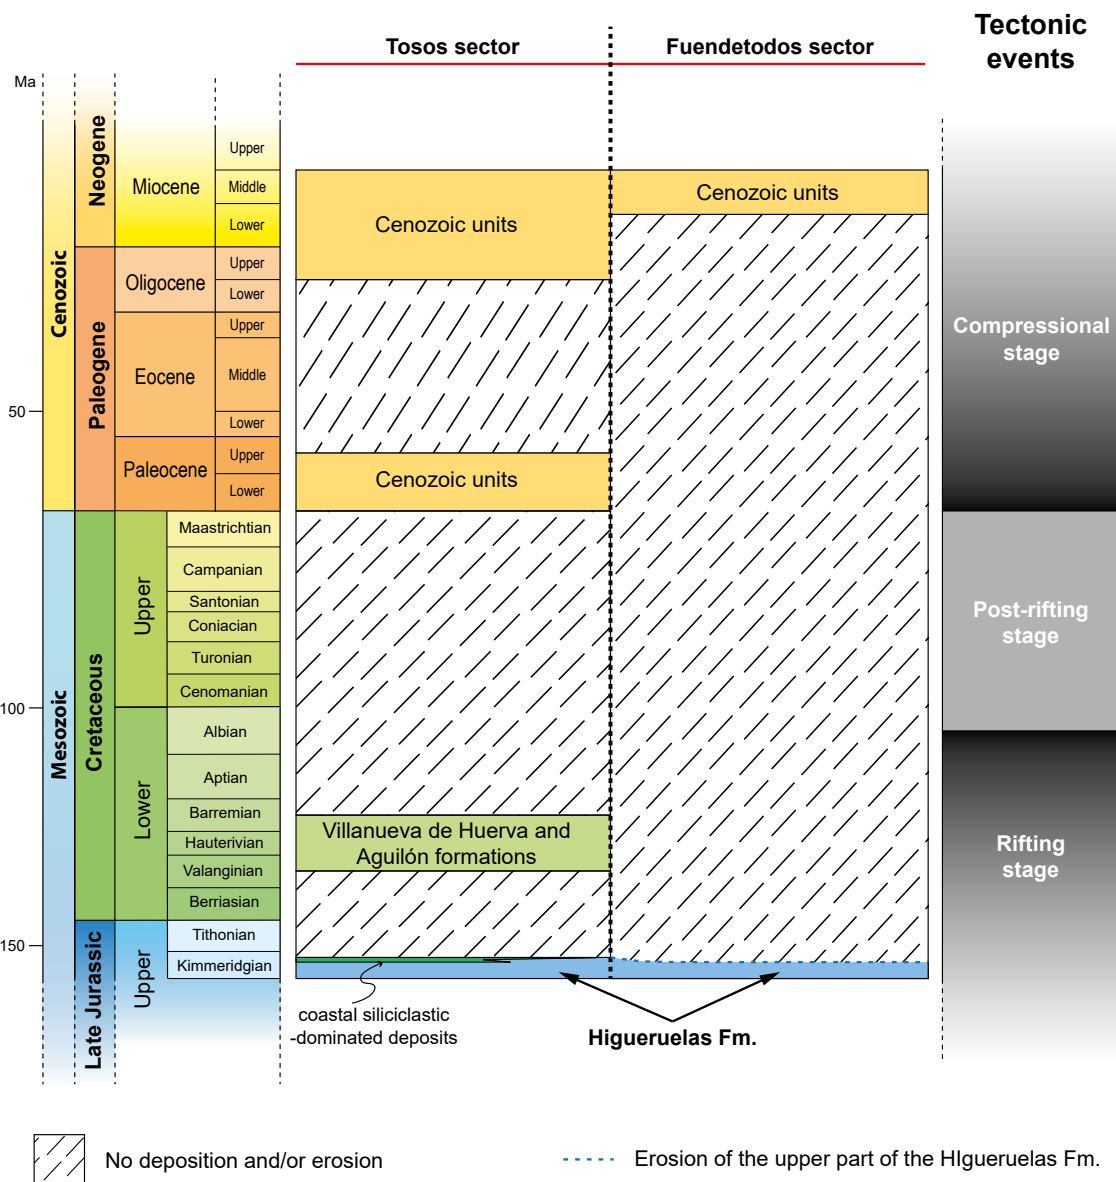 Tectonic
events
Tosos sector
Fuendetodos sector
Ma
Cenozoic
Neogene
Miocene
Upper
Middle
Lower
Cenozoic units
Cenozoic units
Paleogene
Oligocene
Upper
Lower
Eocene
Upper
Middle
Lower
50
Paleocene
Upper
Lower
Cenozoic units
Compressional
stage
Mesozoic
Cretaceous
Upper
Maastrichtian
Campanian
Santonian
Coniacian
Turonian
Cenomanian
Post-rifting
stage
100
Lower
Albian
Aptian
Barremian
Hauterivian
Valanginian
Berriasian
Villanueva de Huerva and
Aguilón formations
Rifting
stage
Late Jurassic
Upper
Tithonian
150
Kimmeridgian
coastal siliciclastic
-dominated deposits
Higueruelas Fm.
No deposition and/or erosion
Erosion of the upper part of the HIgueruelas Fm.